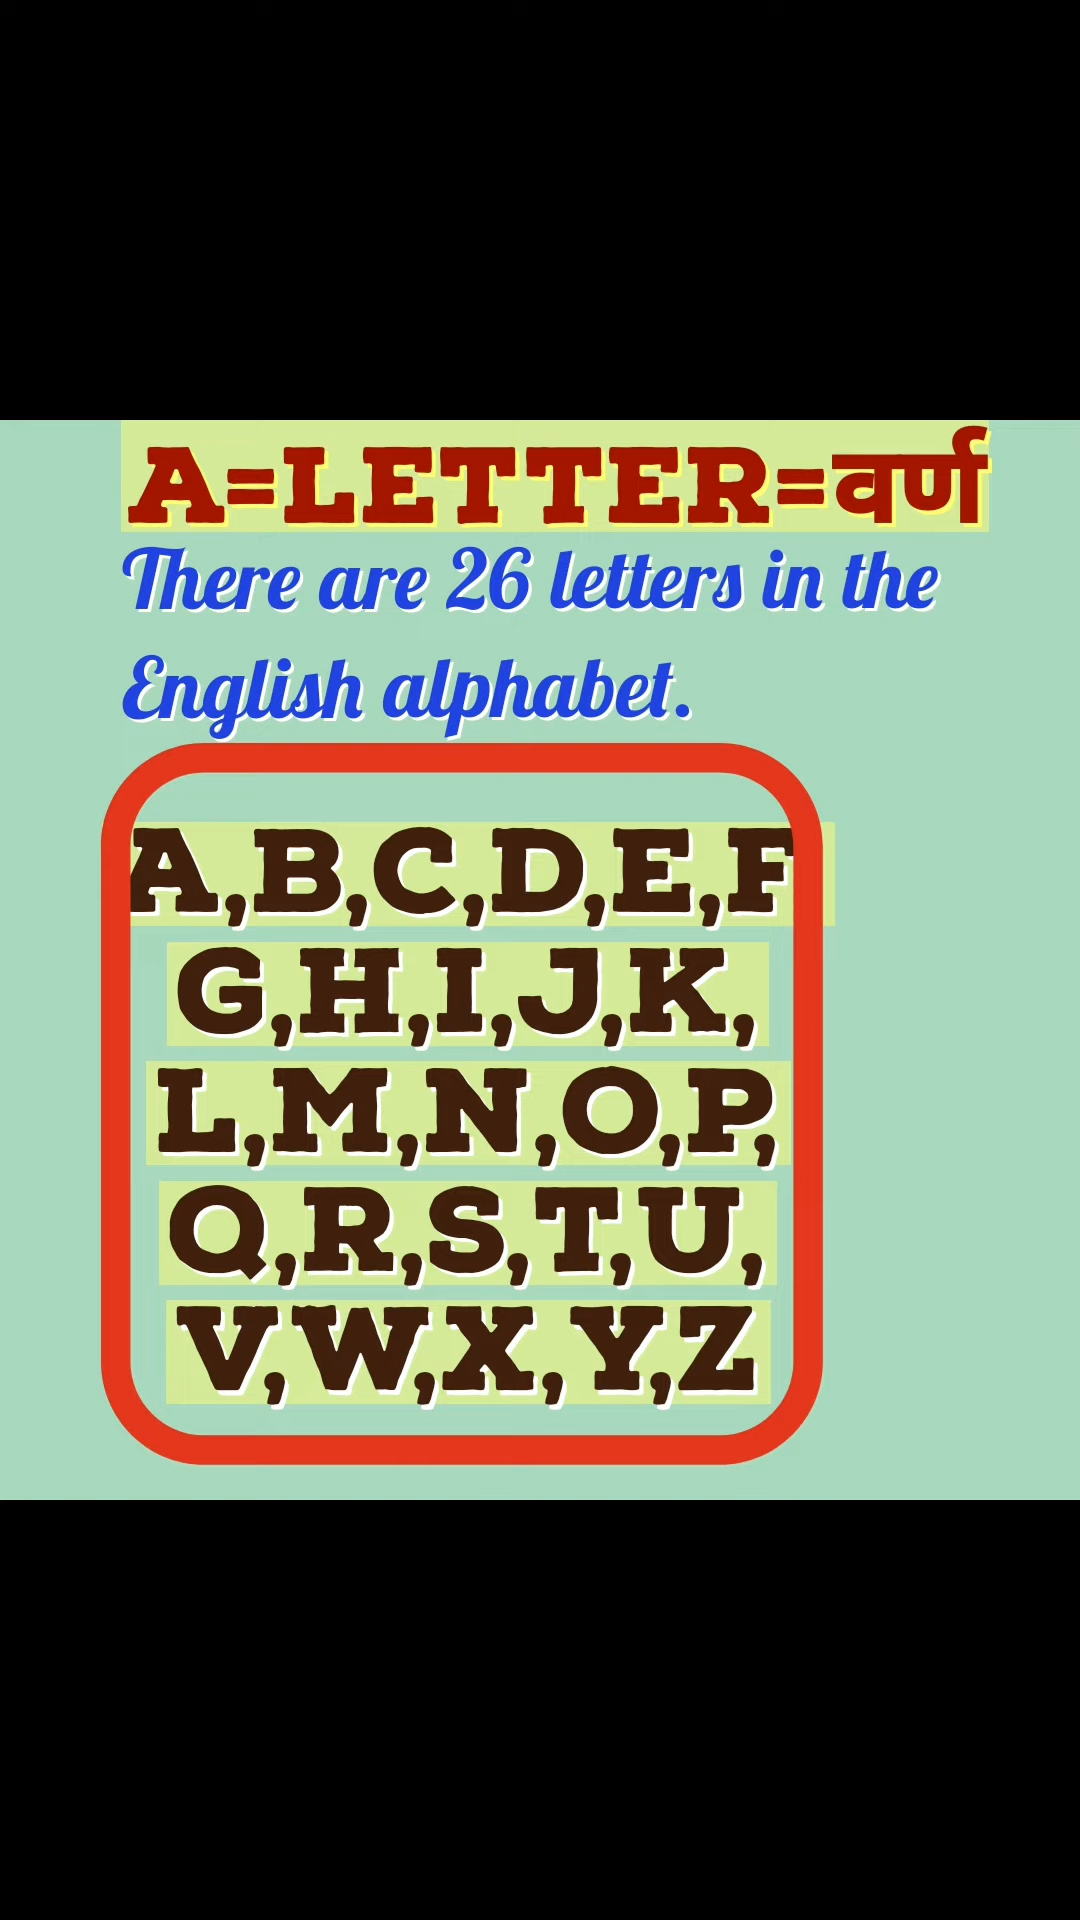 A=LETTER=वर्ण
There are 26 letters in the
English alphabet.
A,B,C,D,E,F
G,H,I,J,K,
L,M,N,O,P,
Q,R,S,T,U,
V,W,X,Y,Z